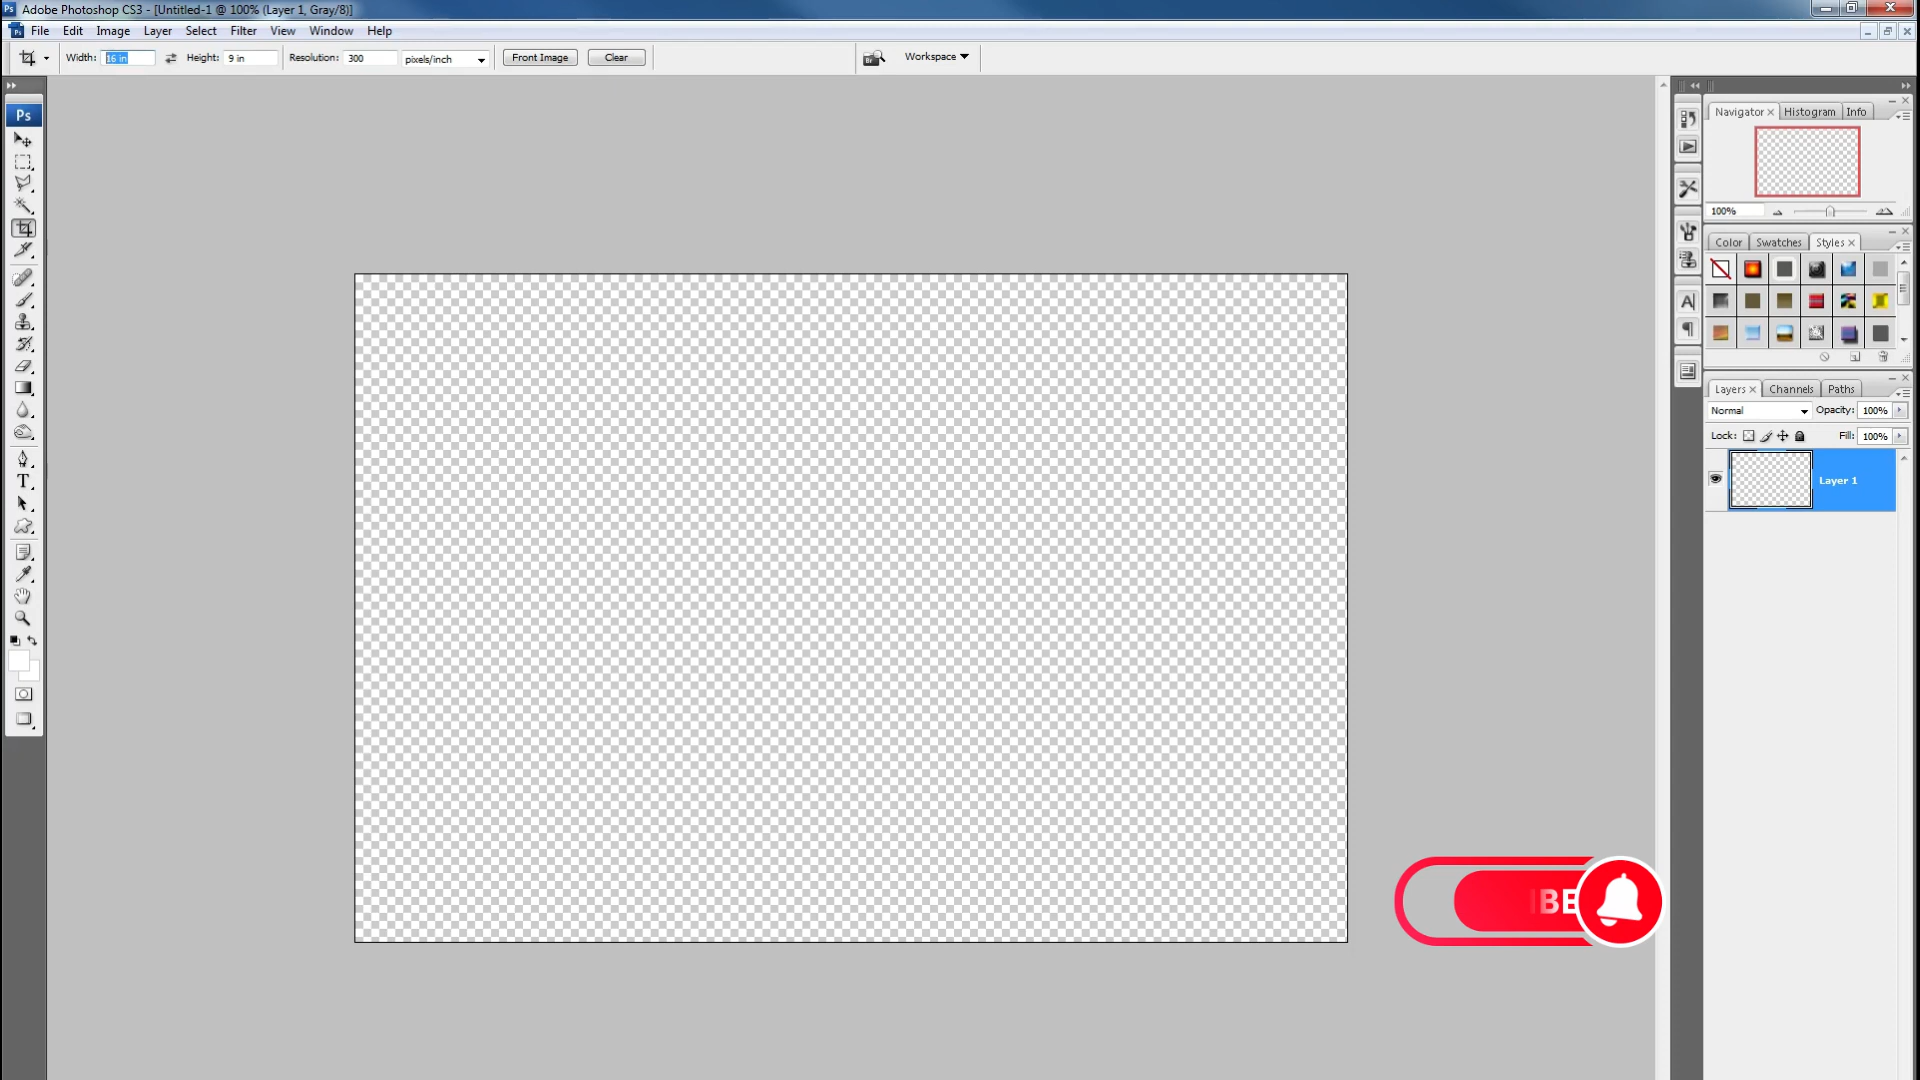 Adobe Photoshop CS3 - [Untitled-1 @ 100% (Layer 1, Gray/8)]
File Edit Image Layer Select Filter View Window Help
Width: 16 in Height: 9 in Resolution: 300 pixels/inch Front Image Clear Workspace
Ps
Navigator Histogram Info
100%
Color Swatches Styles
Layers Channels Paths
Normal Opacity: 100%
Lock: Fill: 100%
Layer 1